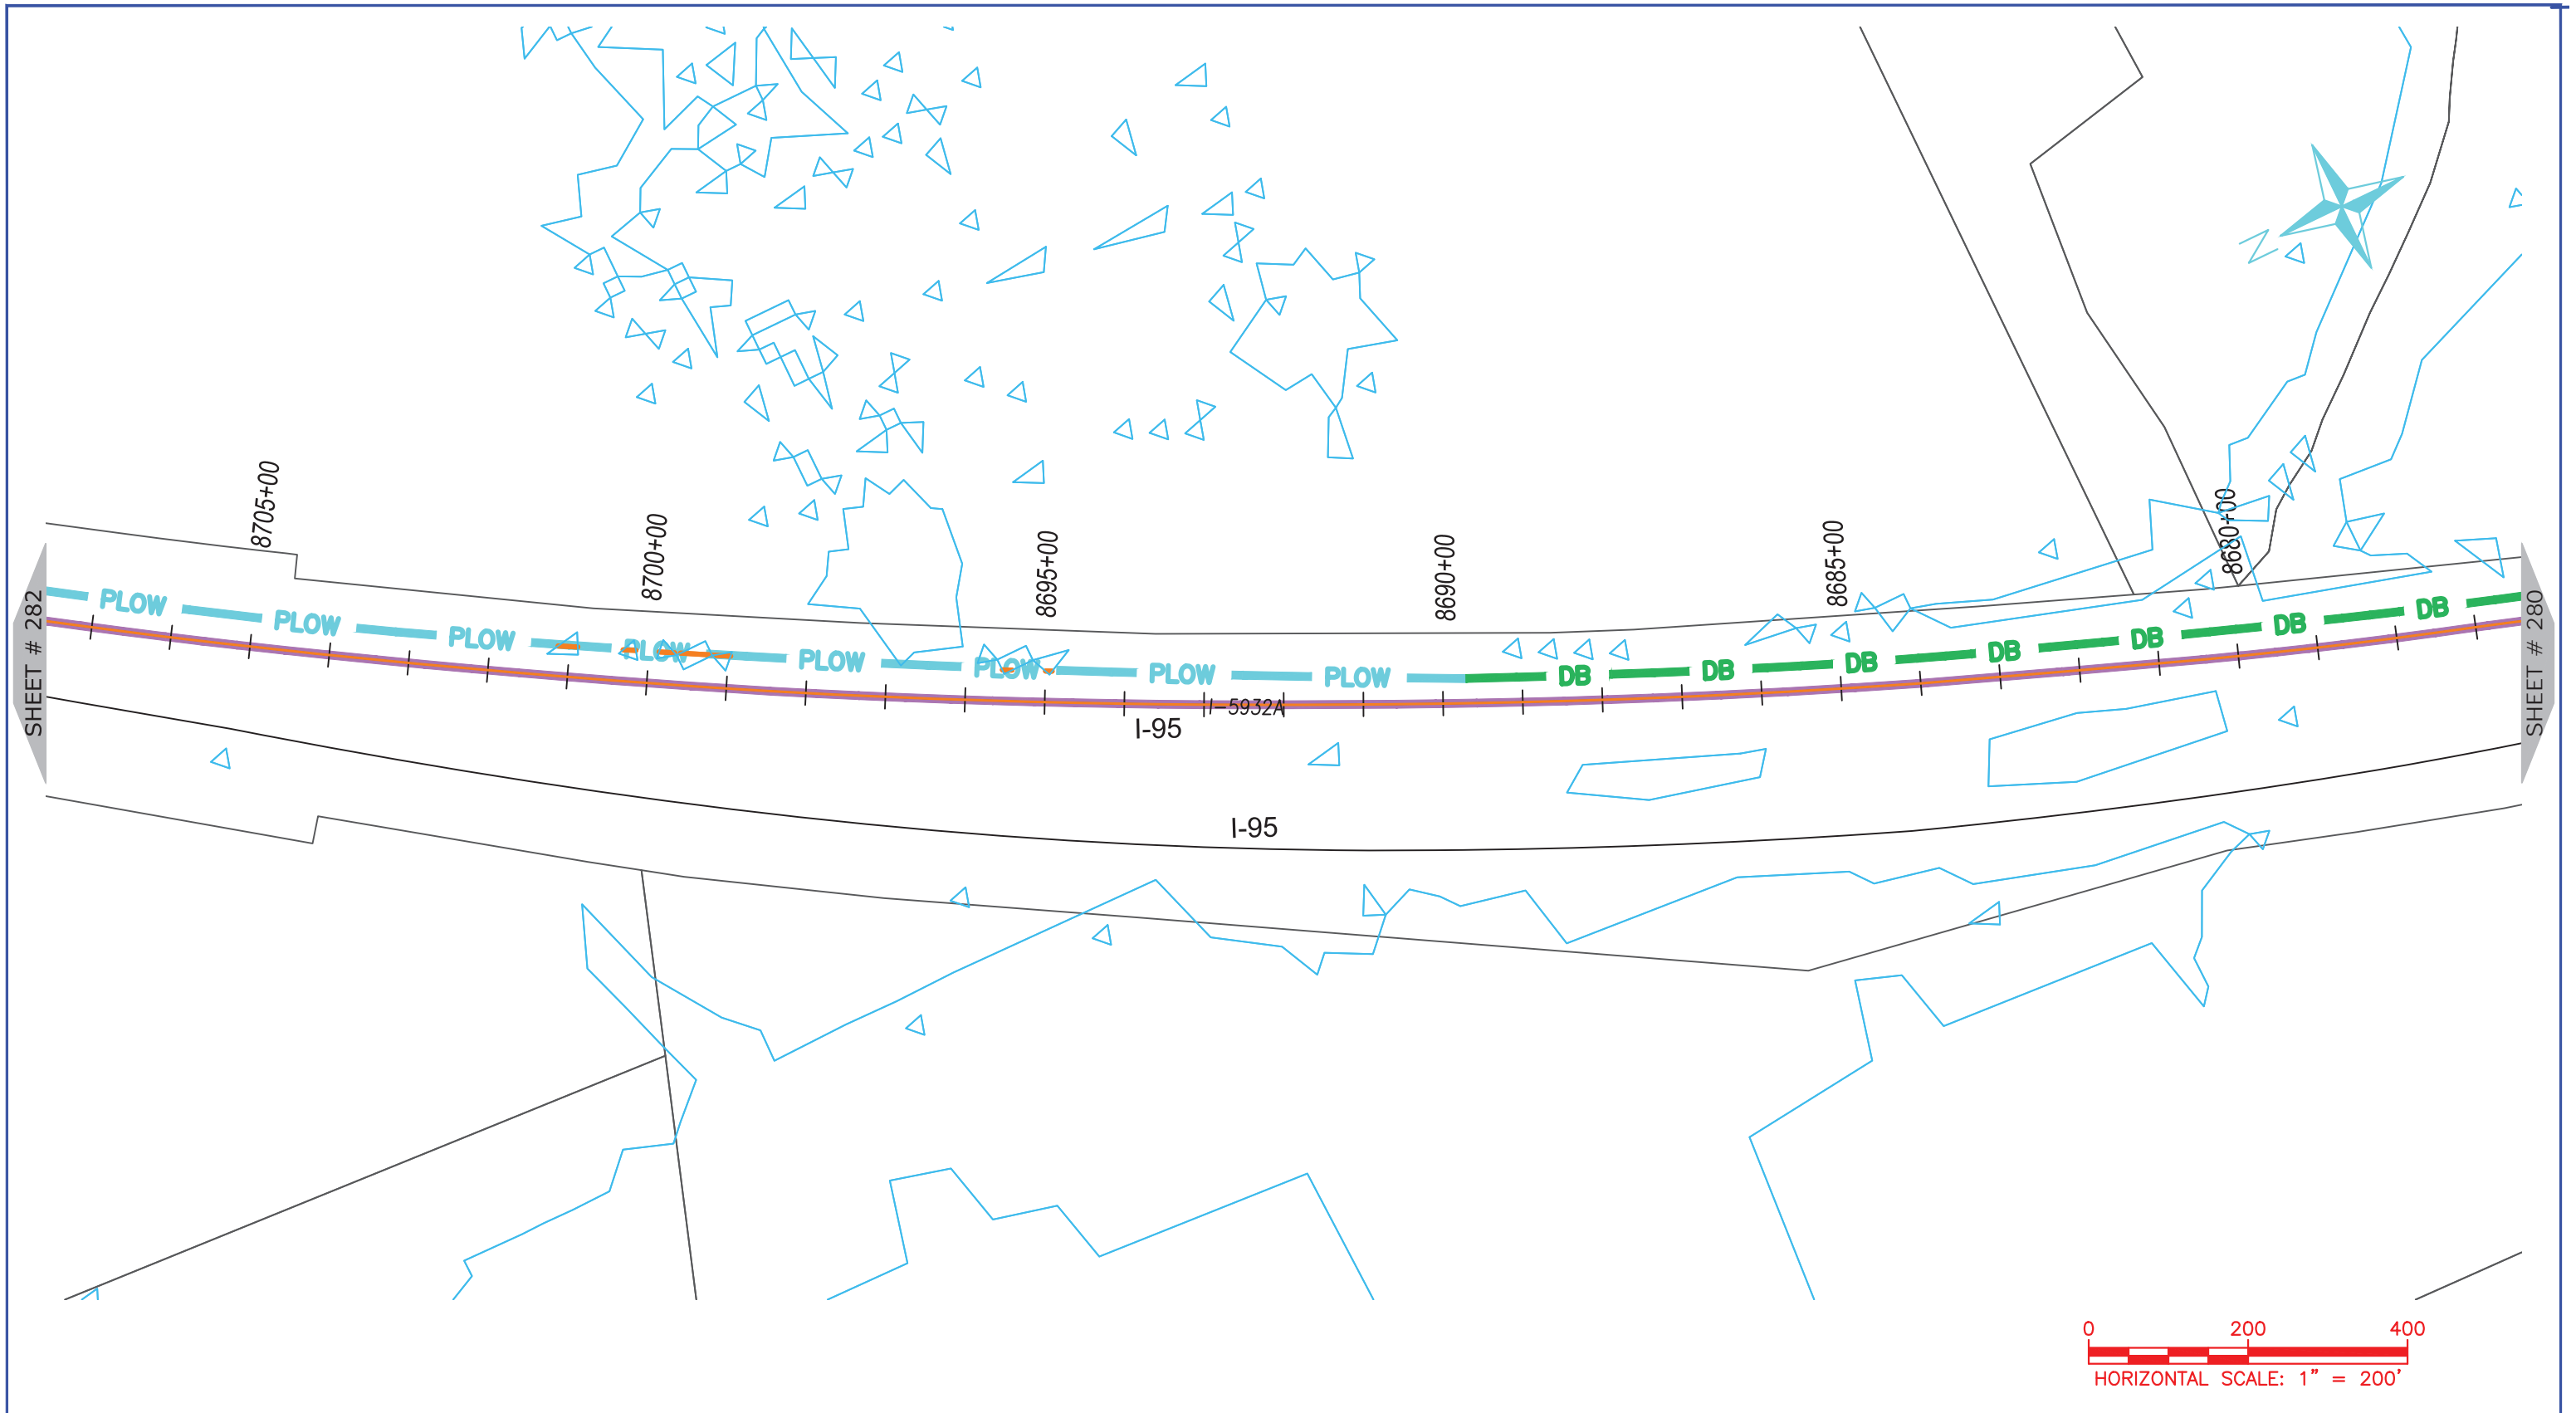 N
8705+00
8700+00
8695+00
8690+00
8685+00
8680+00
SHEET # 282
SHEET # 280
PLOW PLOW PLOW PLOW PLOW PLOW PLOW PLOW DB DB DB DB DB DB DB
I-5932A
I-95
I-95
0 200 400
HORIZONTAL SCALE: 1" = 200'